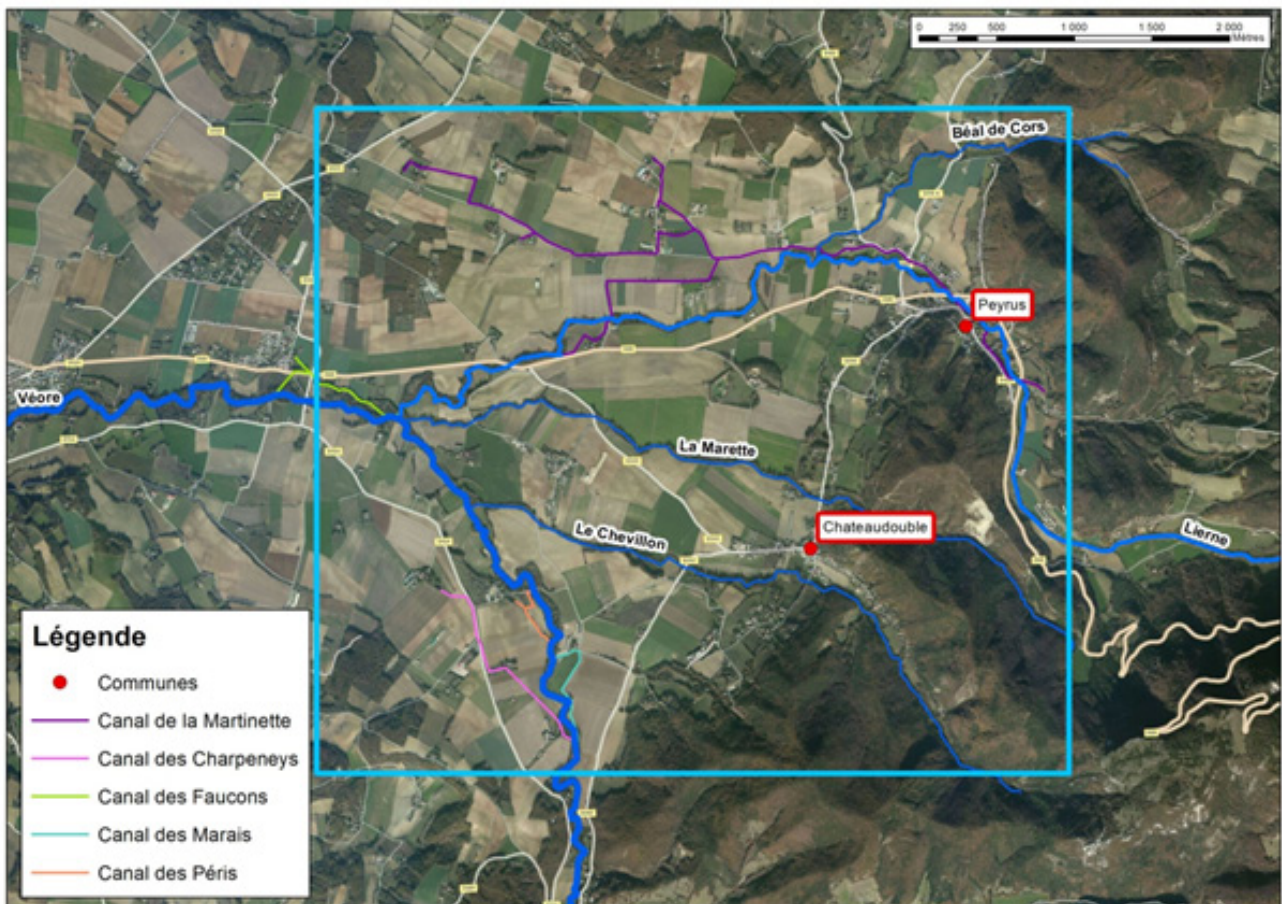 0 250 500 1 000 1 500 2 000
Mètres
Béal de Cors
Peyrus
Véore
La Marette
Chateaudouble
Le Chevillon
Lierne
Légende
Communes
Canal de la Martinette
Canal des Charpeneys
Canal des Faucons
Canal des Marais
Canal des Péris